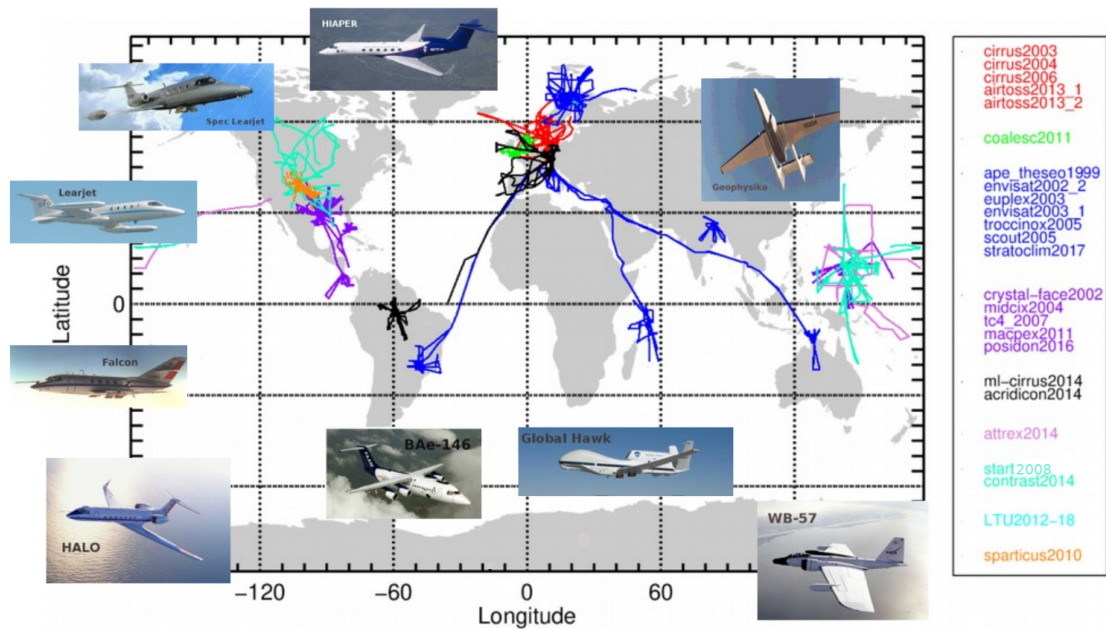 HIAPER
Spec Learjet
Learjet
Geophysika
Falcon
HALO
BAe-146
Global Hawk
WB-57
Latitude
0
−120
−60
0
60
Longitude
cirrus2003
cirrus2004
cirrus2006
airtoss2013_1
airtoss2013_2
coalesc2011
ape_theseo1999
envisat2002_2
euplex2003
envisat2003_1
troccinox2005
scout2005
stratoclim2017
crystal-face2002
midcix2004
tc4_2007
macpex2011
posidon2016
ml-cirrus2014
acridicon2014
attrex2014
start2008
contrast2014
LTU2012-18
sparticus2010